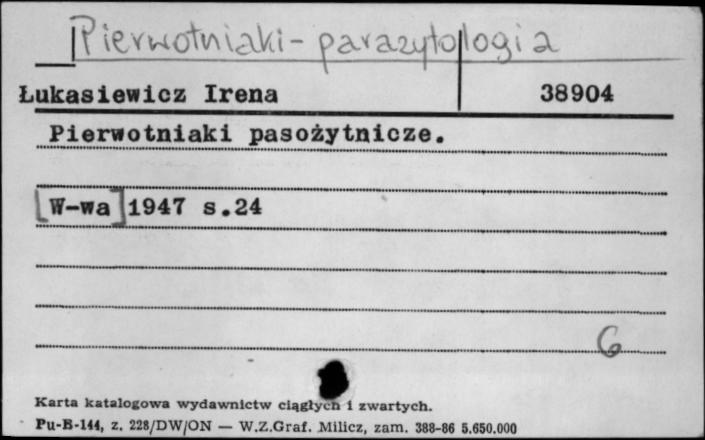 Pierwotniaki - parazytologia
Łukasiewicz Irena 38904
Pierwotniaki pasożytnicze.
[W-wa] 1947 s.24
G
Karta katalogowa wydawnictw ciągłych i zwartych.
Pu-B-144, z. 228/DW/ON — W.Z.Graf. Milicz, zam. 388-86 5.650.000